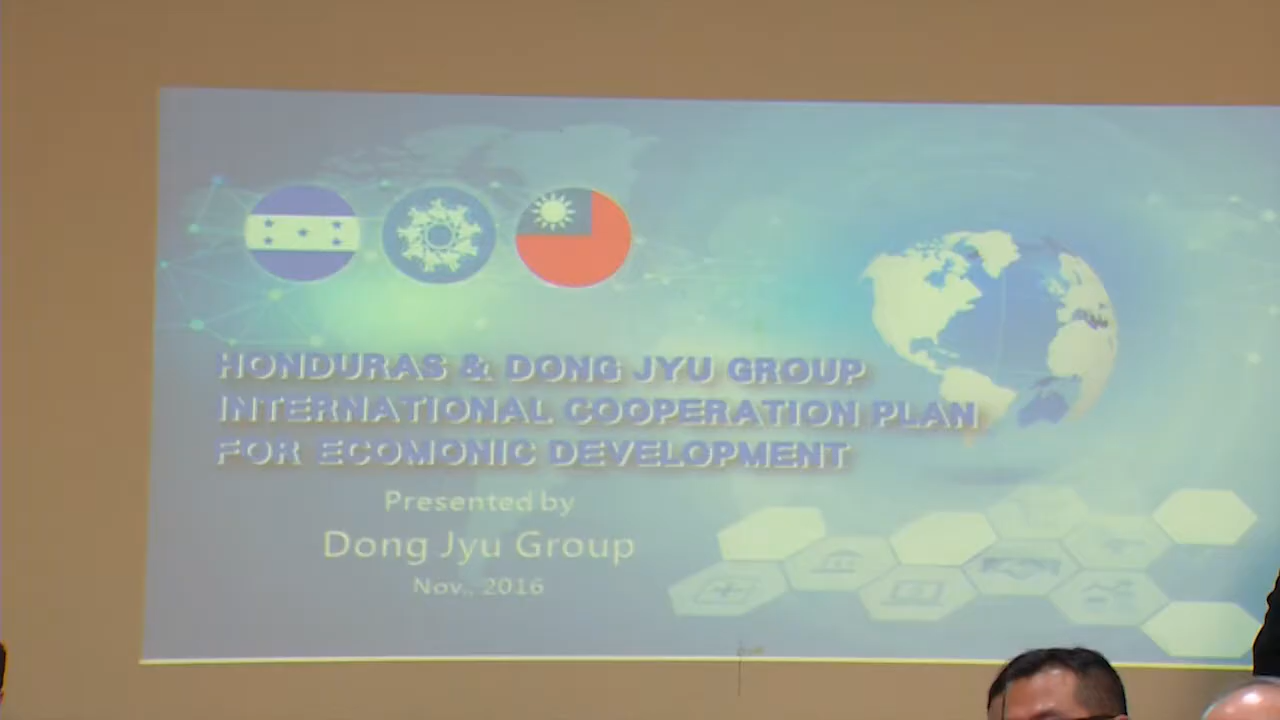 HONDURAS & DONG JYU GROUP
INTERNATIONAL COOPERATION PLAN
FOR ECOMONIC DEVELOPMENT
Presented by
Dong Jyu Group
Nov., 2016